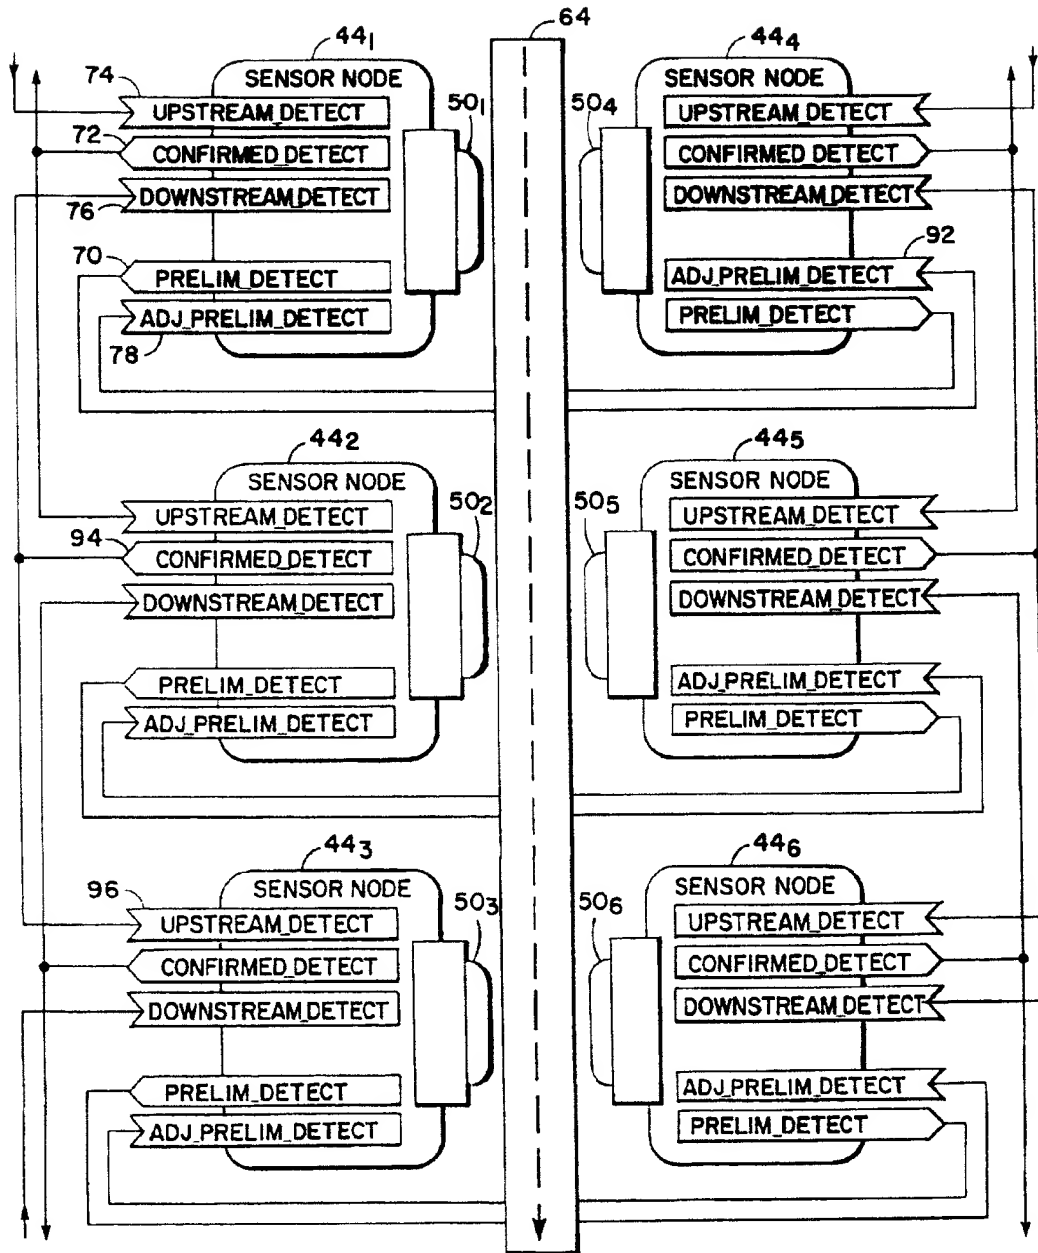 64
44₁
SENSOR NODE
74
UPSTREAM_DETECT
50₁
72
CONFIRMED_DETECT
DOWNSTREAM_DETECT
76
70
PRELIM_DETECT
ADJ_PRELIM_DETECT
78
44₄
SENSOR NODE
50₄
UPSTREAM_DETECT
CONFIRMED_DETECT
DOWNSTREAM_DETECT
92
ADJ_PRELIM_DETECT
PRELIM_DETECT
44₂
SENSOR NODE
50₂
UPSTREAM_DETECT
94
CONFIRMED_DETECT
DOWNSTREAM_DETECT
PRELIM_DETECT
ADJ_PRELIM_DETECT
44₅
SENSOR NODE
50₅
UPSTREAM_DETECT
CONFIRMED_DETECT
DOWNSTREAM_DETECT
ADJ_PRELIM_DETECT
PRELIM_DETECT
44₃
SENSOR NODE
96
50₃
UPSTREAM_DETECT
CONFIRMED_DETECT
DOWNSTREAM_DETECT
PRELIM_DETECT
ADJ_PRELIM_DETECT
44₆
SENSOR NODE
50₆
UPSTREAM_DETECT
CONFIRMED_DETECT
DOWNSTREAM_DETECT
ADJ_PRELIM_DETECT
PRELIM_DETECT